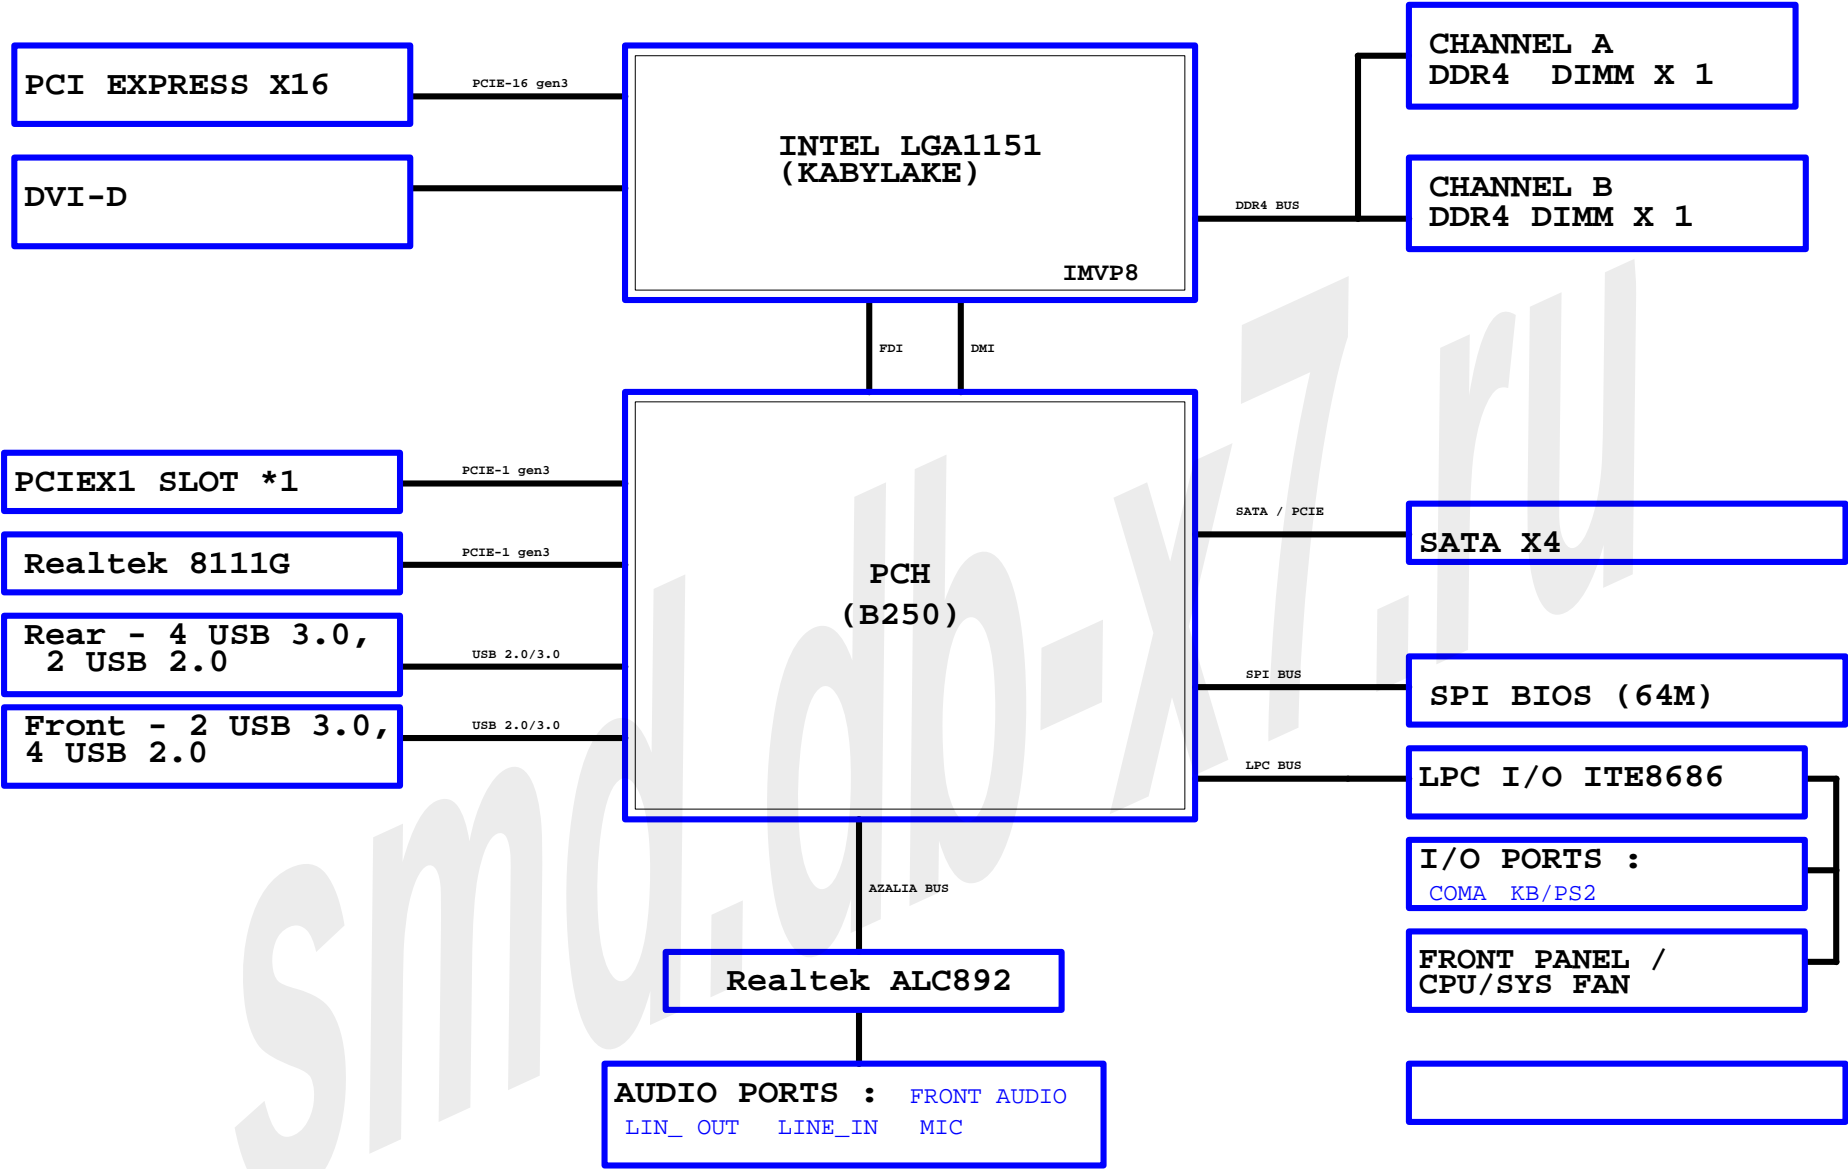 PCI EXPRESS X16
PCIE-16 gen3
DVI-D
INTEL LGA1151
(KABYLAKE)
IMVP8
DDR4 BUS
CHANNEL A
DDR4 DIMM X 1
CHANNEL B
DDR4 DIMM X 1
FDI
DMI
PCIEX1 SLOT *1
PCIE-1 gen3
Realtek 8111G
PCIE-1 gen3
Rear - 4 USB 3.0,
2 USB 2.0
USB 2.0/3.0
Front - 2 USB 3.0,
4 USB 2.0
USB 2.0/3.0
PCH
(B250)
SATA / PCIE
SATA X4
SPI BUS
SPI BIOS (64M)
LPC BUS
LPC I/O ITE8686
I/O PORTS :
COMA KB/PS2
FRONT PANEL /
CPU/SYS FAN
AZALIA BUS
Realtek ALC892
AUDIO PORTS : FRONT AUDIO
LIN_ OUT LINE_IN MIC
smd.db-x7.ru